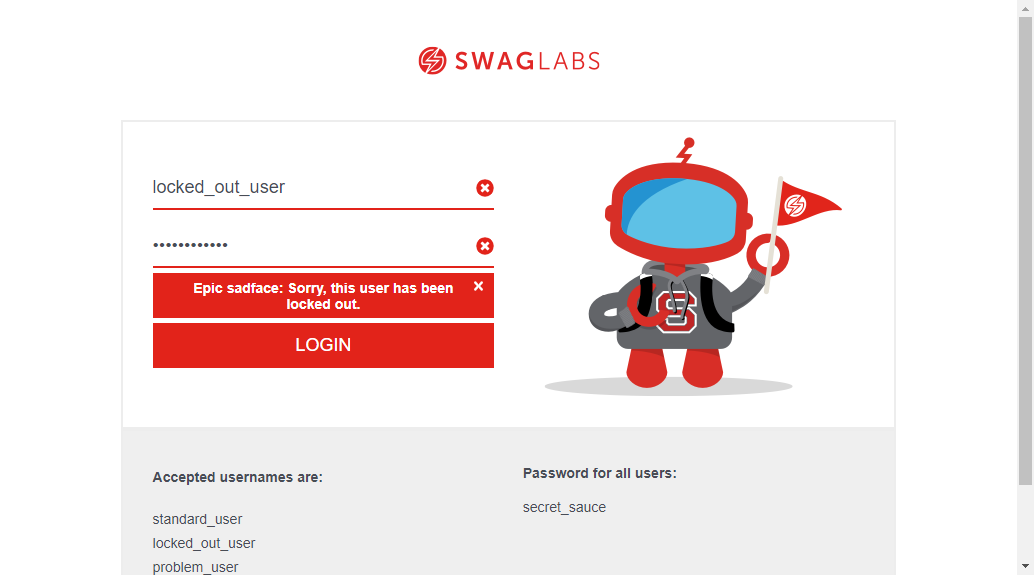 SWAGLABS
locked_out_user
••••••••••••
Epic sadface: Sorry, this user has been
locked out.
LOGIN
S
Accepted usernames are:
standard_user
locked_out_user
problem_user
Password for all users:
secret_sauce